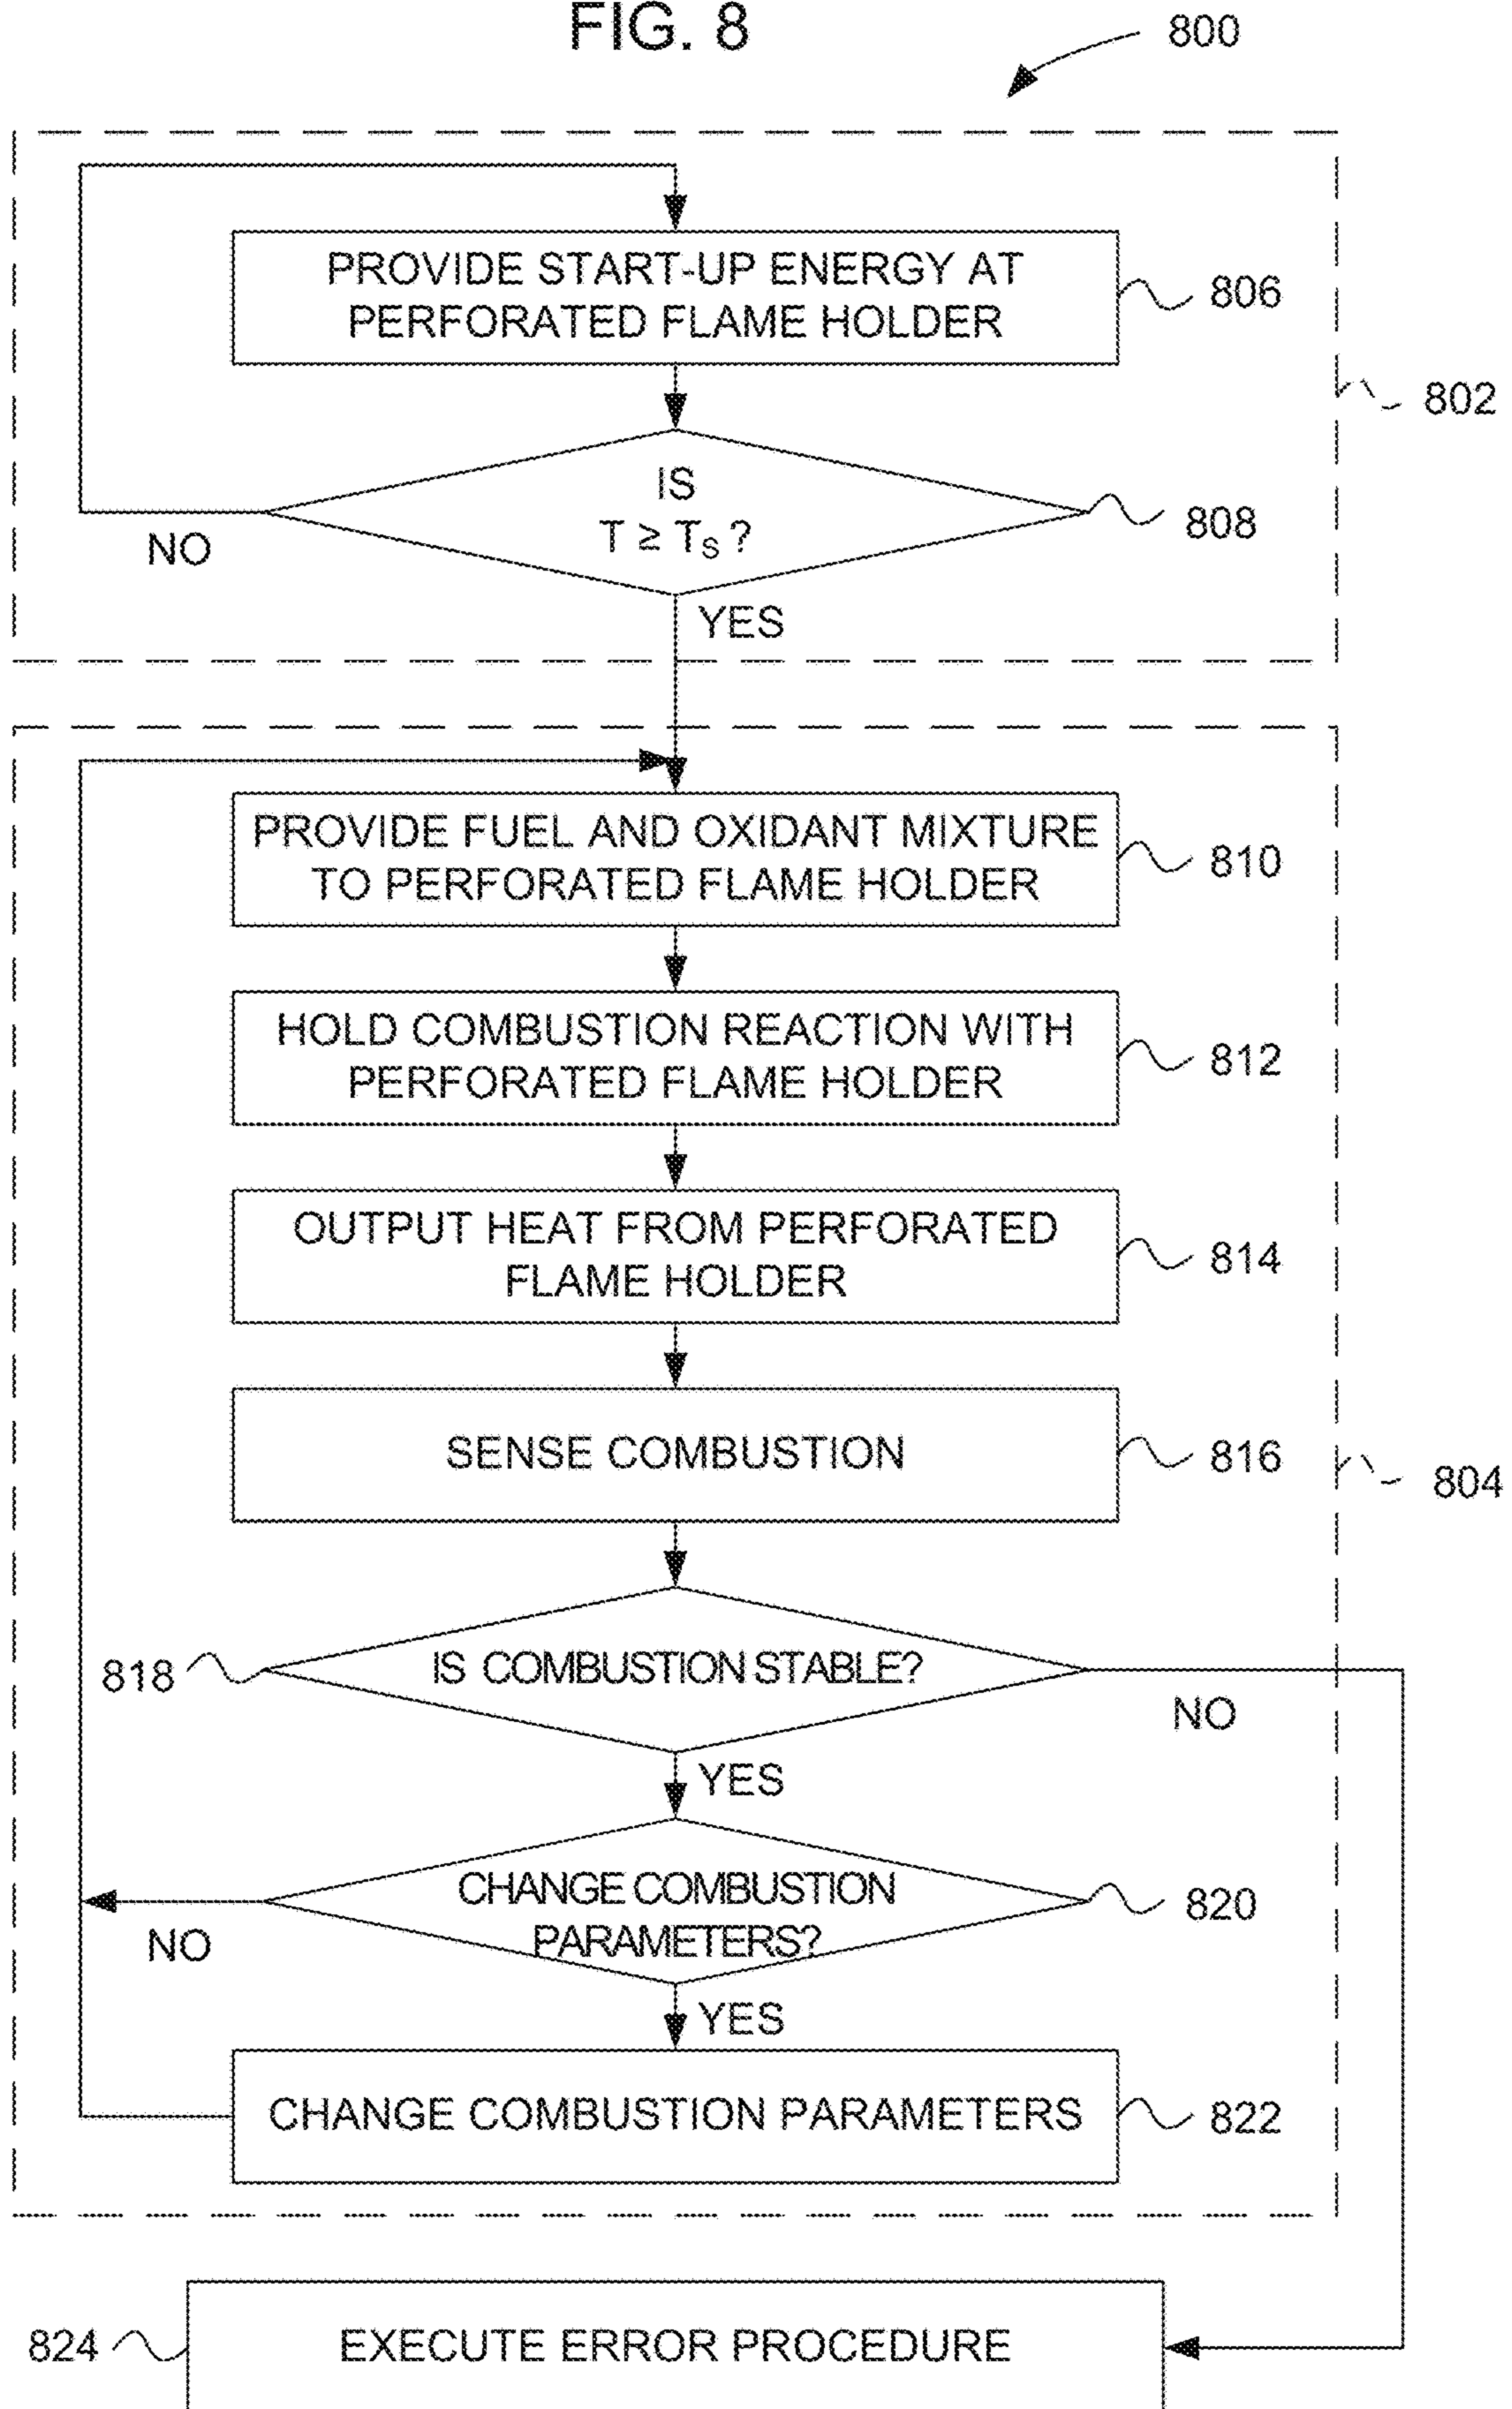 FIG. 8
800
PROVIDE START-UP ENERGY AT
PERFORATED FLAME HOLDER
806
802
IS
T ≥ TS ?
808
NO
YES
PROVIDE FUEL AND OXIDANT MIXTURE
TO PERFORATED FLAME HOLDER
810
HOLD COMBUSTION REACTION WITH
PERFORATED FLAME HOLDER
812
OUTPUT HEAT FROM PERFORATED
FLAME HOLDER
814
SENSE COMBUSTION
816
804
818
IS COMBUSTION STABLE?
NO
YES
CHANGE COMBUSTION
PARAMETERS?
820
NO
YES
CHANGE COMBUSTION PARAMETERS
822
824
EXECUTE ERROR PROCEDURE